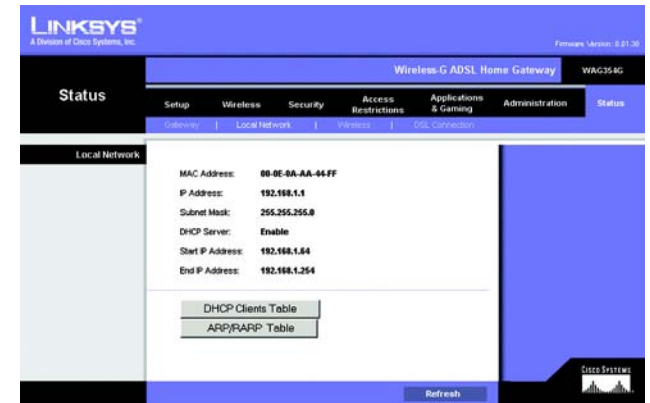 LINKSYS®
A Division of Cisco Systems, Inc.
Firmware Version: 0.01.30
Wireless-G ADSL Home Gateway
WAG354G
Status
Setup
Wireless
Security
Access Restrictions
Applications & Gaming
Administration
Status
Gateway | Local Network | Wireless | DSL Connection
Local Network
MAC Address: 00-0E-0A-AA-44-FF
IP Address: 192.168.1.1
Subnet Mask: 255.255.255.0
DHCP Server: Enable
Start IP Address: 192.168.1.64
End IP Address: 192.168.1.254
DHCP Clients Table
ARP/RARP Table
Refresh
CISCO SYSTEMS